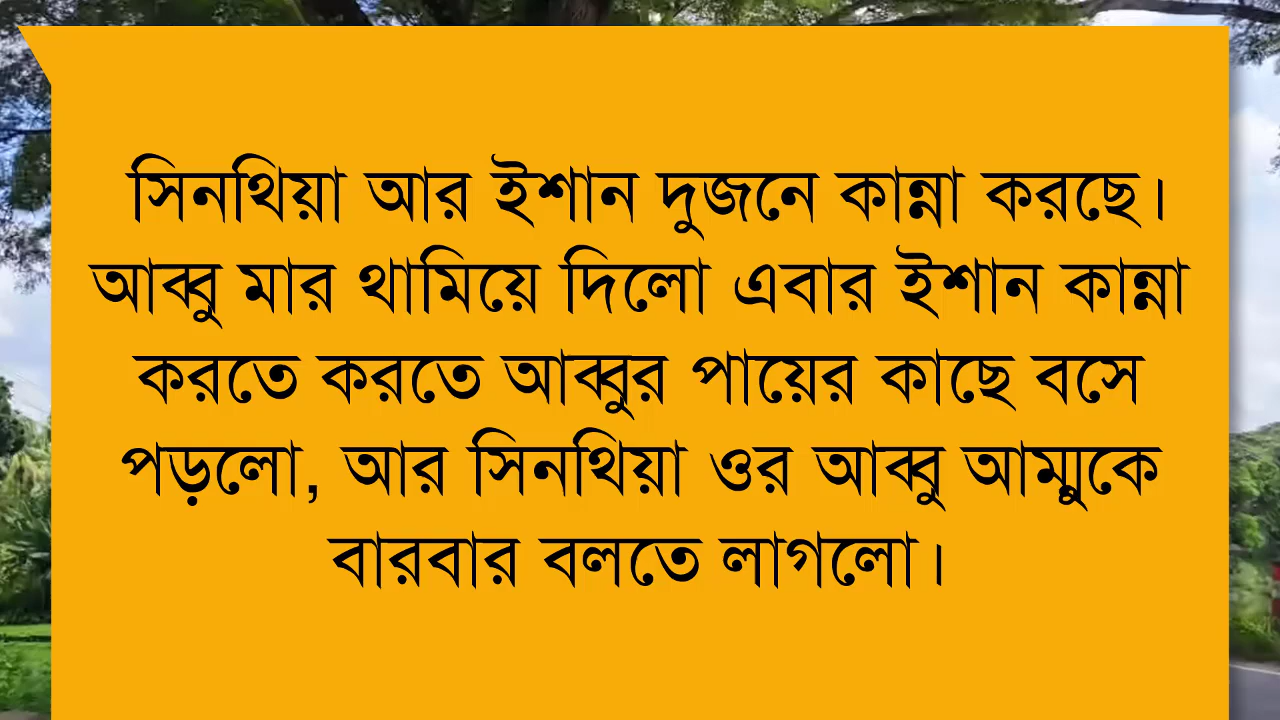 সিনথিয়া আর ইশান দুজনে কান্না করছে।
আব্বু মার থামিয়ে দিলো এবার ইশান কান্না
করতে করতে আব্বুর পায়ের কাছে বসে
পড়লো, আর সিনথিয়া ওর আব্বু আম্মুকে
বারবার বলতে লাগলো।